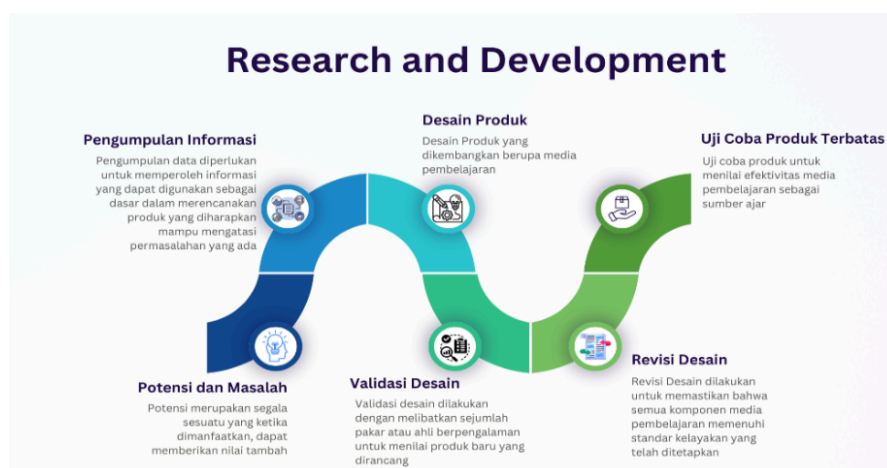 Research and Development
Pengumpulan Informasi
Pengumpulan data diperlukan
untuk memperoleh informasi
yang dapat digunakan sebagai
dasar dalam merencanakan
produk yang diharapkan
mampu mengatasi
permasalahan yang ada
Desain Produk
Desain Produk yang
dikembangkan berupa media
pembelajaran
Uji Coba Produk Terbatas
Uji coba produk untuk
menilai efektivitas media
pembelajaran sebagai
sumber ajar
Potensi dan Masalah
Potensi merupakan segala
sesuatu yang ketika
dimanfaatkan, dapat
memberikan nilai tambah
Validasi Desain
Validasi desain dilakukan
dengan melibatkan sejumlah
pakar atau ahli berpengalaman
untuk menilai produk baru yang
dirancang
Revisi Desain
Revisi Desain dilakukan
untuk memastikan bahwa
semua komponen media
pembelajaran memenuhi
standar kelayakan yang
telah ditetapkan